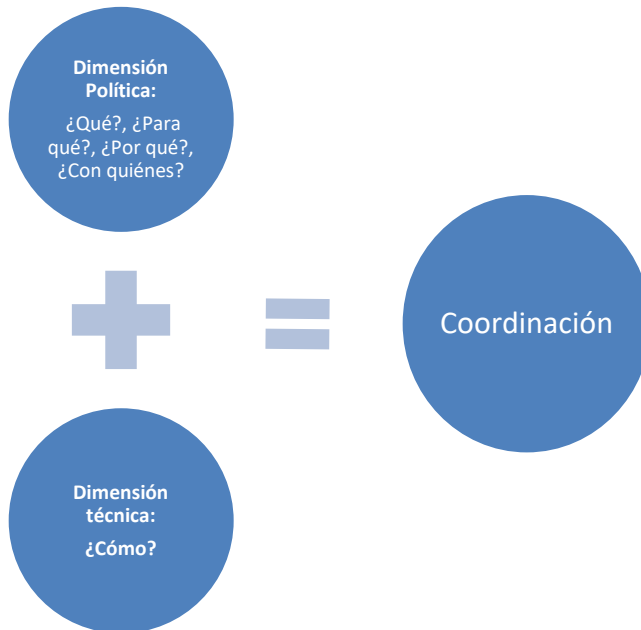 Dimensión
Política:
¿Qué?, ¿Para
qué?, ¿Por qué?,
¿Con quiénes?
Coordinación
Dimensión
técnica:
¿Cómo?